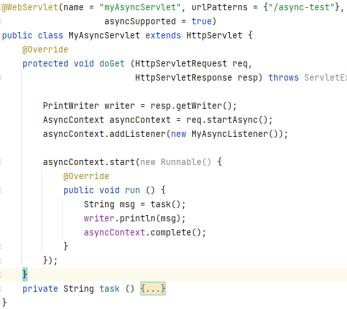 @WebServlet(name = "myAsyncServlet", urlPatterns = {"/async-test"},
asyncSupported = true)
public class MyAsyncServlet extends HttpServlet {
@Override
protected void doGet (HttpServletRequest req,
HttpServletResponse resp) throws ServletEx
PrintWriter writer = resp.getWriter();
AsyncContext asyncContext = req.startAsync();
asyncContext.addListener(new MyAsyncListener());
asyncContext.start(new Runnable() {
@Override
public void run () {
String msg = task();
writer.println(msg);
asyncContext.complete();
}
});
}
private String task () {...}
}